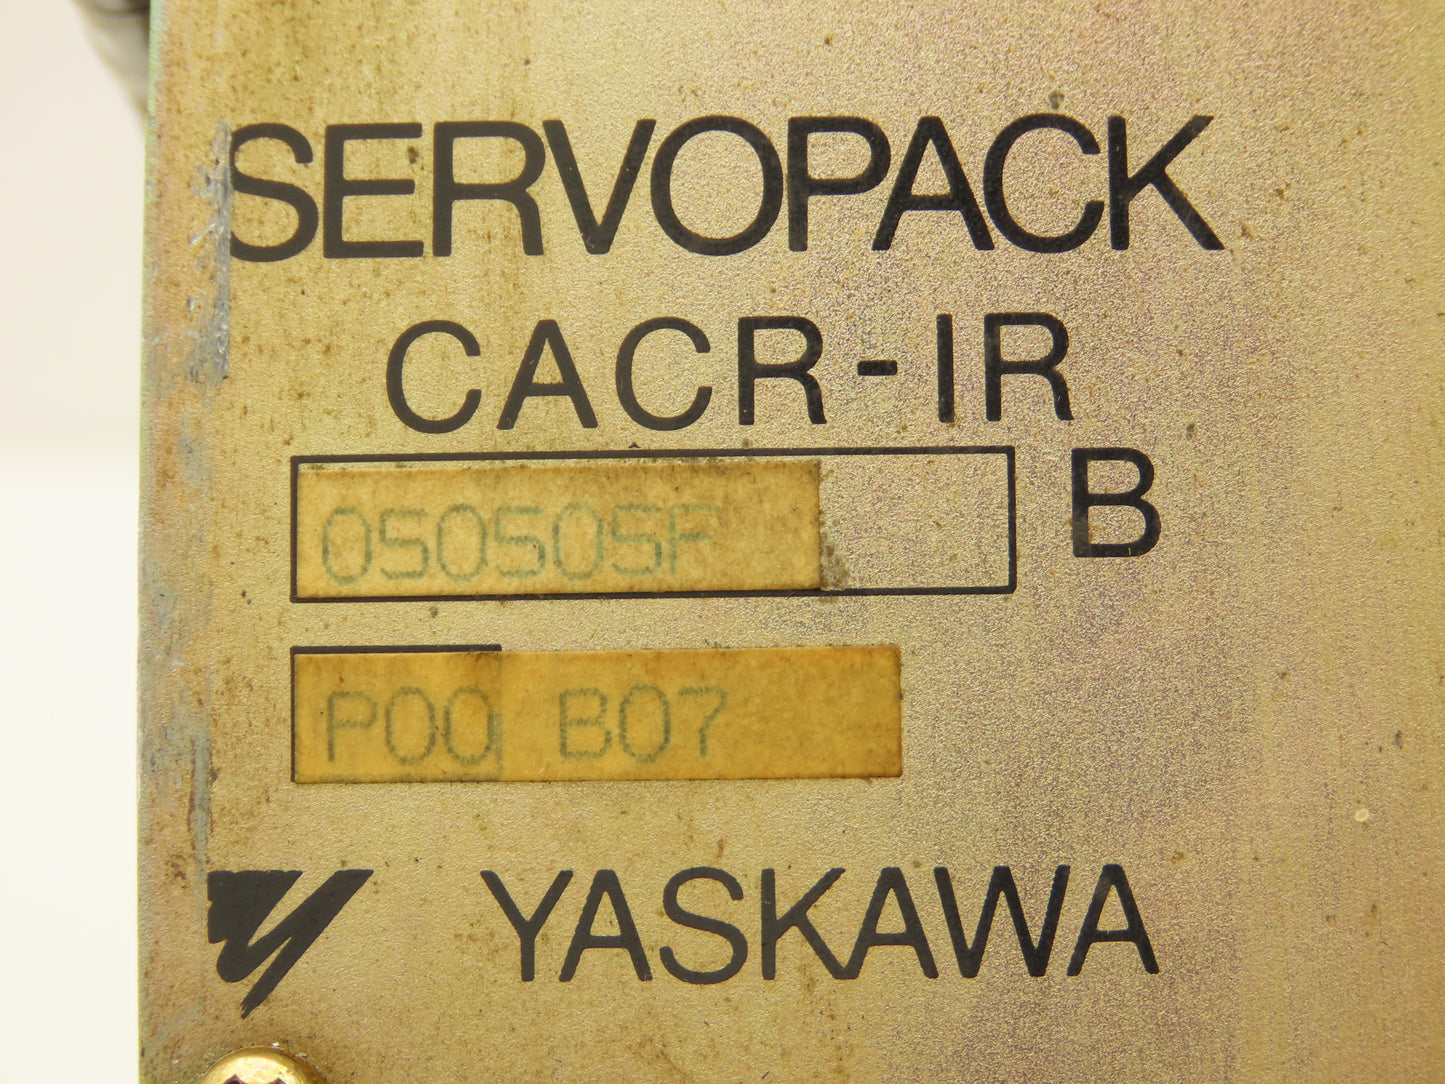 SERVOPACK
CACR-IR
050505F B
P00 B07
YASKAWA